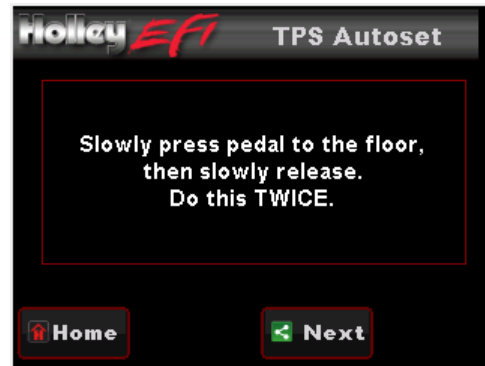 Holley EFI
TPS Autoset
Slowly press pedal to the floor,
then slowly release.
Do this TWICE.
Home
Next